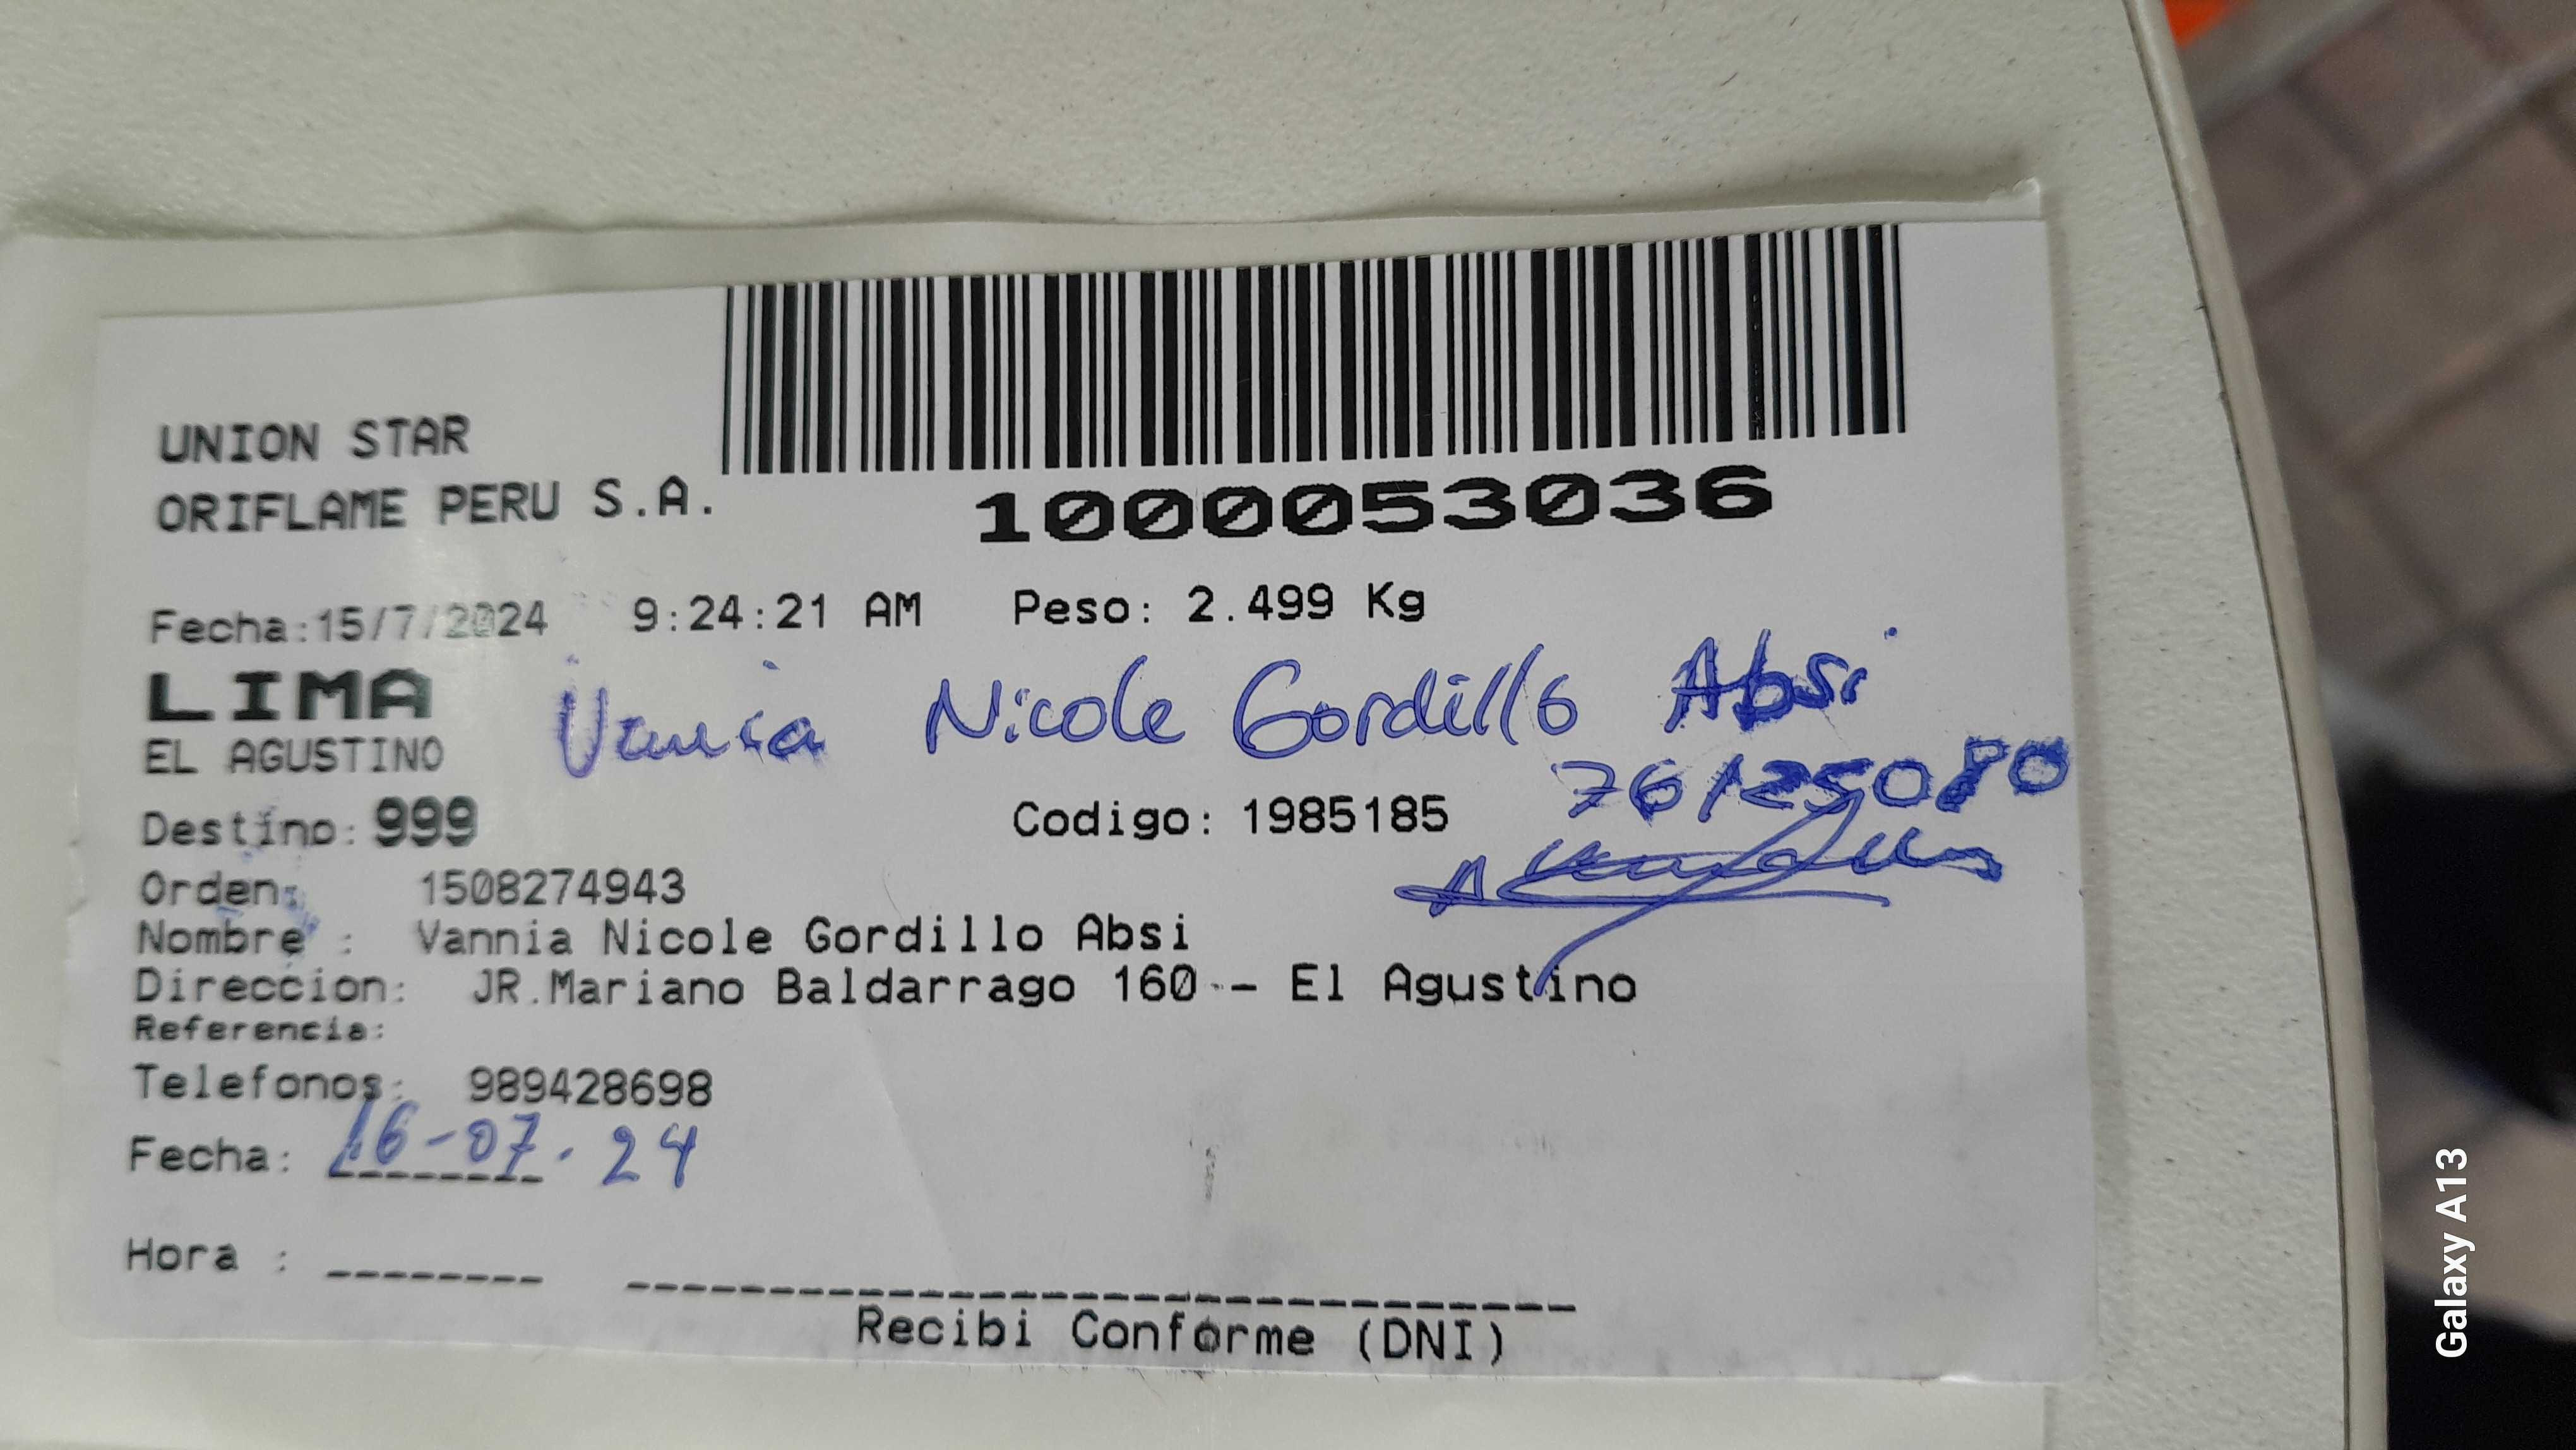 UNION STAR
ORIFLAME PERU S.A.
1000053036
Fecha:15/7/2024 9:24:21 AM Peso: 2.499 Kg
LIMA
EL AGUSTINO
Vannia Nicole Gordillo Absi
76125080
Destino: 999 Codigo: 1985185
Orden: 1508274943
Nombre : Vannia Nicole Gordillo Absi
Direccion: JR.Mariano Baldarrago 160 - El Agustino
Referencia:
Telefonos: 989428698
Fecha: 16-07-24
Hora :
Recibi Conforme (DNI)
Galaxy A13